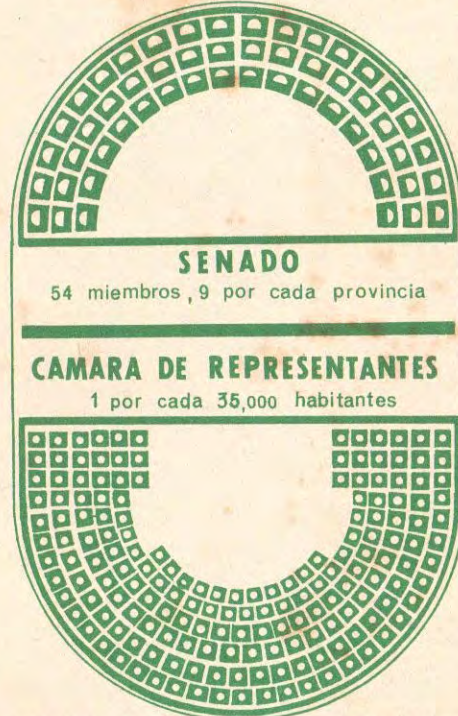 SENADO
54 miembros, 9 por cada provincia
CAMARA DE REPRESENTANTES
1 por cada 35,000 habitantes